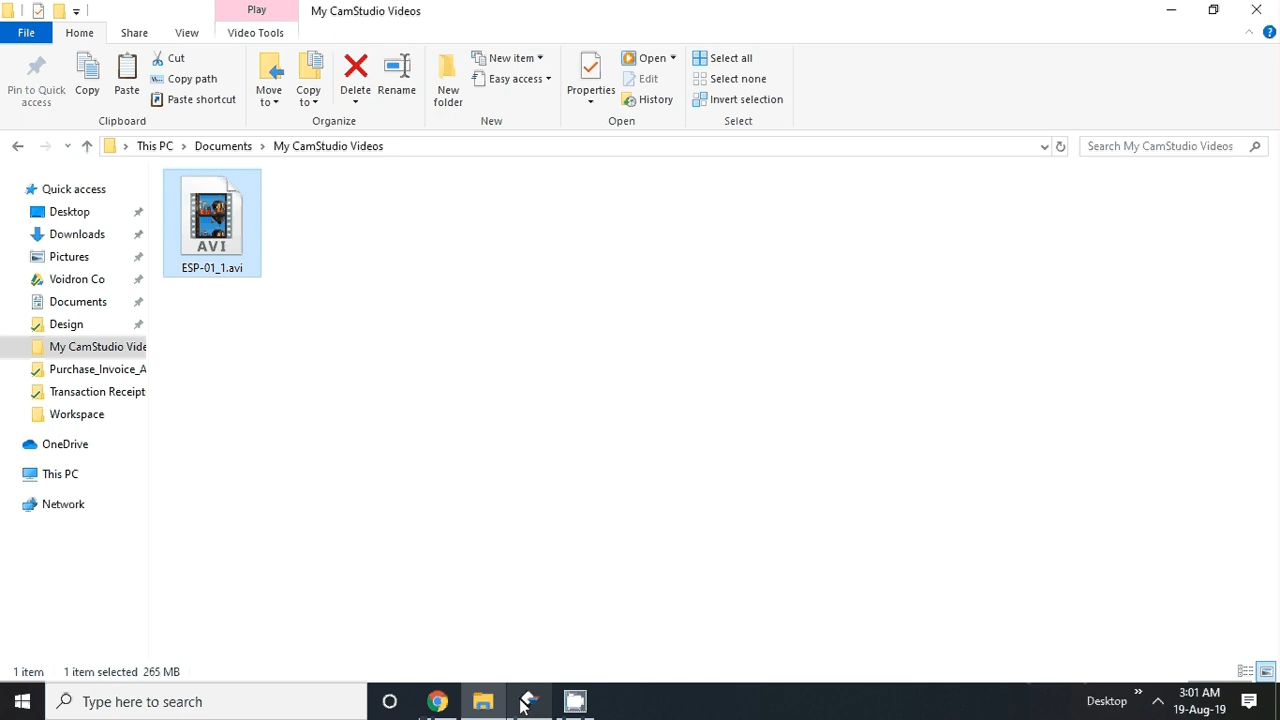 Play
My CamStudio Videos
File
Home
Share
View
Video Tools
Pin to Quick access
Copy
Paste
Cut
Copy path
Paste shortcut
Clipboard
Move to
Copy to
Delete
Rename
Organize
New folder
New item
Easy access
New
Properties
Open
Edit
History
Open
Select all
Select none
Invert selection
Select
This PC > Documents > My CamStudio Videos
Search My CamStudio Videos
Quick access
Desktop
Downloads
Pictures
Voidron Co
Documents
Design
My CamStudio Vide
Purchase_Invoice_A
Transaction Receipt
Workspace
OneDrive
This PC
Network
AVI
ESP-01_1.avi
1 item
1 item selected 265 MB
Type here to search
Desktop
3:01 AM
19-Aug-19